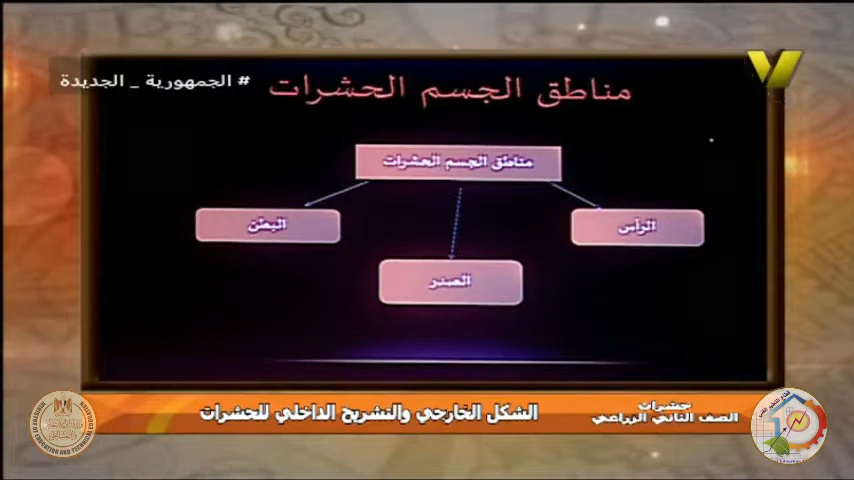 # الجمهورية _ الجديدة
مناطق الجسم الحشرات
مناطق الجسم الحشرات
الرأس
البطن
الصدر
حشرات
الصف الثاني الزراعي
الشكل الخارجي والتشريح الداخلي للحشرات